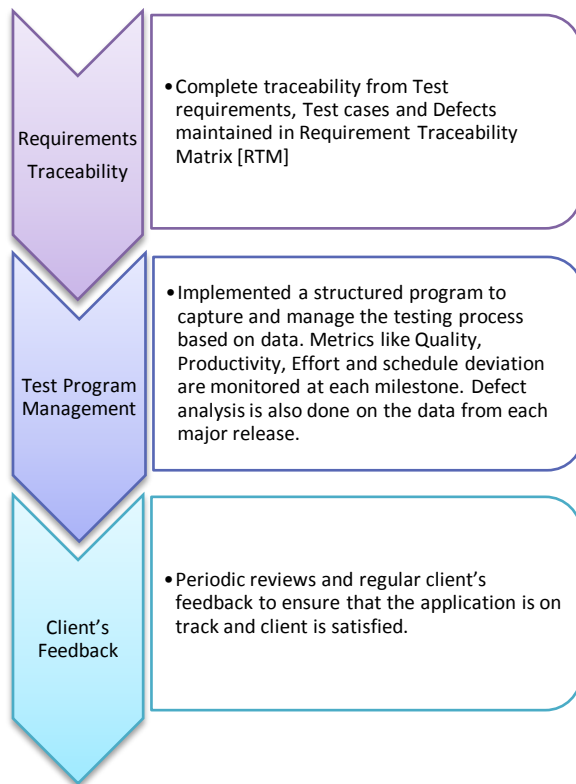 Requirements
Traceability
•Complete traceability from Test
requirements, Test cases and Defects
maintained in Requirement Traceability
Matrix [RTM]
Test Program
Management
•Implemented a structured program to
capture and manage the testing process
based on data. Metrics like Quality,
Productivity, Effort and schedule deviation
are monitored at each milestone. Defect
analysis is also done on the data from each
major release.
Client’s
Feedback
•Periodic reviews and regular client’s
feedback to ensure that the application is on
track and client is satisfied.